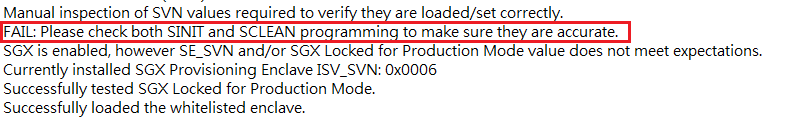 Manual inspection of SVN values required to verify they are loaded/set correctly.
FAIL: Please check both SINIT and SCLEAN programming to make sure they are accurate.
SGX is enabled, however SE_SVN and/or SGX Locked for Production Mode value does not meet expectations.
Currently installed SGX Provisioning Enclave ISV_SVN: 0x0006
Successfully tested SGX Locked for Production Mode.
Successfully loaded the whitelisted enclave.